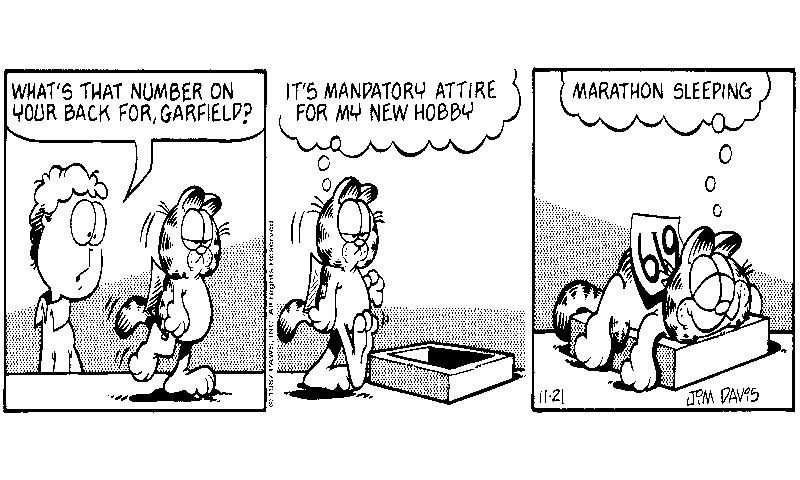 WHAT'S THAT NUMBER ON
YOUR BACK FOR, GARFIELD?
IT'S MANDATORY ATTIRE
FOR MY NEW HOBBY
MARATHON SLEEPING
619
11-21
JIM DAVIS